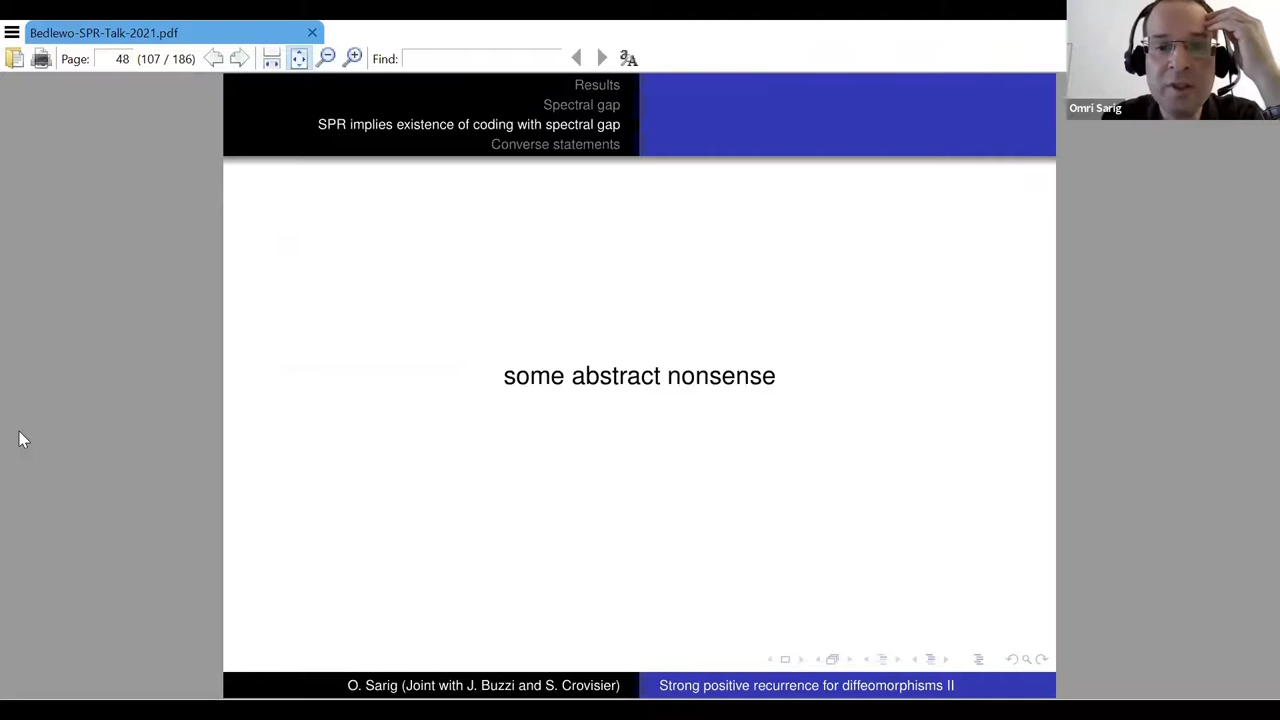 Bedlewo-SPR-Talk-2021.pdf
Page: 48 (107 / 186) Find:
Omri Sarig
Results
Spectral gap
SPR implies existence of coding with spectral gap
Converse statements
some abstract nonsense
O. Sarig (Joint with J. Buzzi and S. Crovisier) Strong positive recurrence for diffeomorphisms II